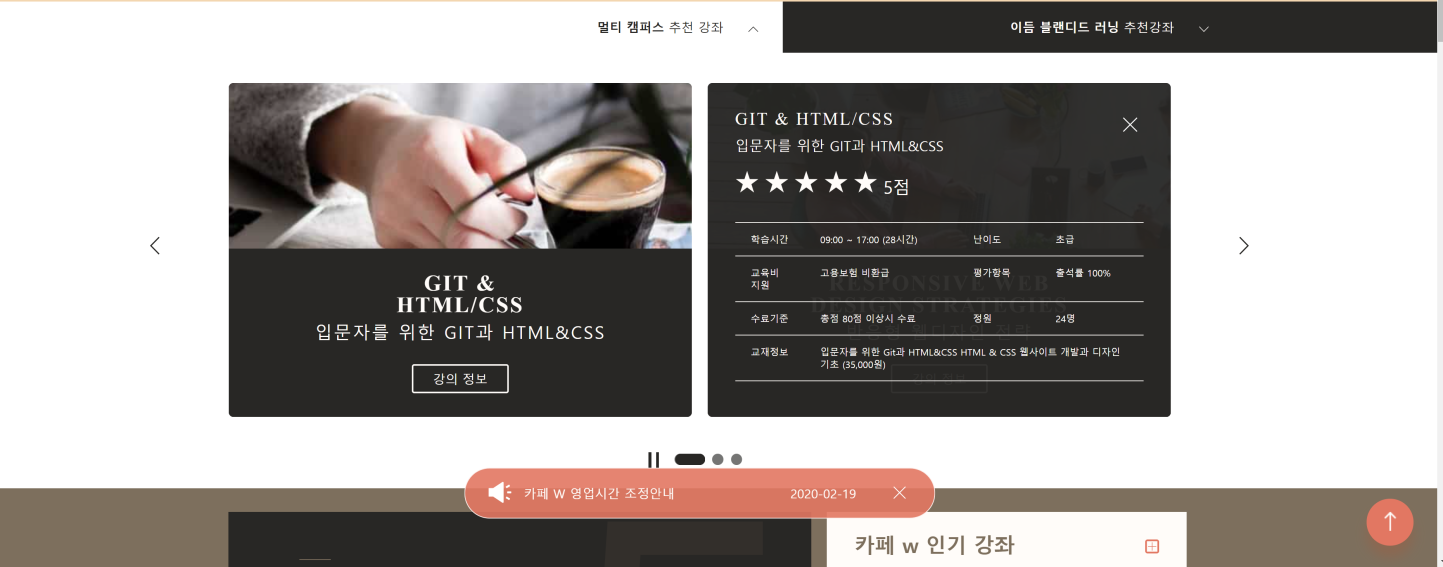 멀티 캠퍼스 추천 강좌
이듬 블랜디드 러닝 추천강좌
GIT &
HTML/CSS
입문자를 위한 GIT과 HTML&CSS
강의 정보
GIT & HTML/CSS
입문자를 위한 GIT과 HTML&CSS
★★★★★ 5점
학습시간 09:00 ~ 17:00 (28시간) 난이도 초급
교육비 고용보험 비환급 평가항목 출석률 100%
지원
RESPONSIVE WEB
DESIGN STRATEGIES
수료기준 총점 80점 이상시 수료 정원 24명
교재정보 입문자를 위한 Git과 HTML&CSS HTML & CSS 웹사이트 개발과 디자인
기초 (35,000원)
강의 정보
카페 W 영업시간 조정안내 2020-02-19
카페 w 인기 강좌